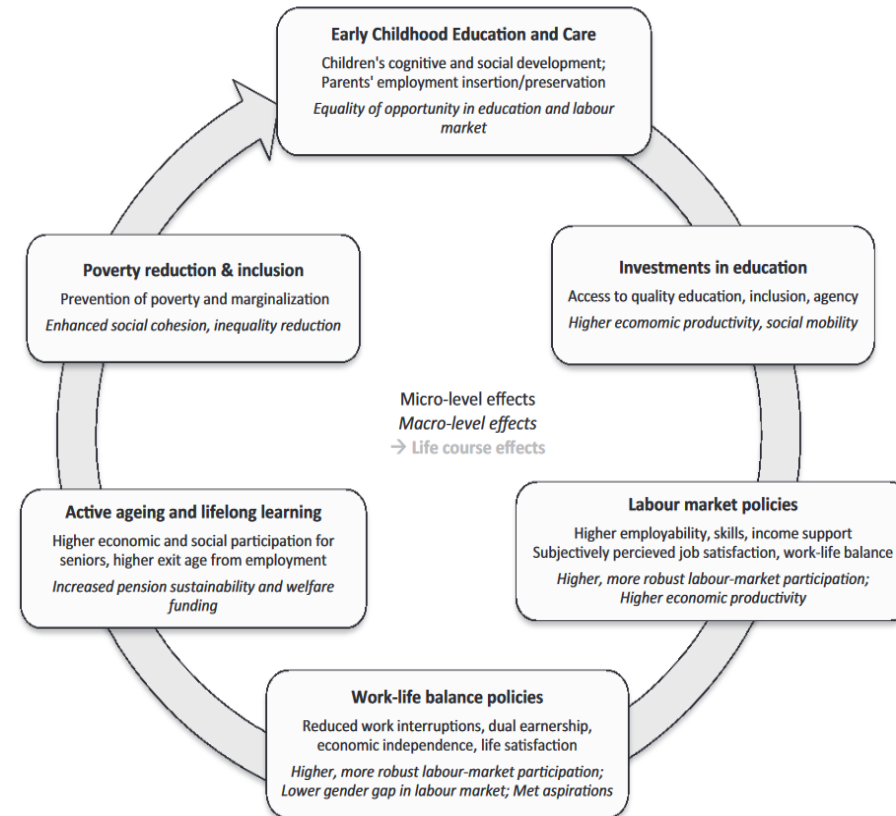 Early Childhood Education and Care
Children's cognitive and social development;
Parents' employment insertion/preservation
Equality of opportunity in education and labour
market
Investments in education
Access to quality education, inclusion, agency
Higher ecomomic productivity, social mobility
Labour market policies
Higher employability, skills, income support
Subjectively percieved job satisfaction, work-life balance
Higher, more robust labour-market participation;
Higher economic productivity
Work-life balance policies
Reduced work interruptions, dual earnership,
economic independence, life satisfaction
Higher, more robust labour-market participation;
Lower gender gap in labour market; Met aspirations
Active ageing and lifelong learning
Higher economic and social participation for
seniors, higher exit age from employment
Increased pension sustainability and welfare
funding
Poverty reduction & inclusion
Prevention of poverty and marginalization
Enhanced social cohesion, inequality reduction
Micro-level effects
Macro-level effects
→ Life course effects